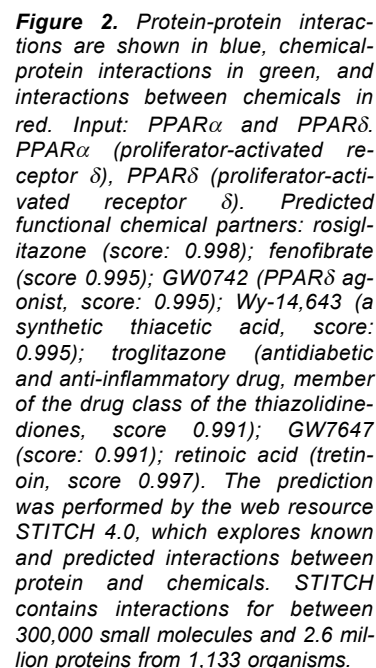 Figure 2. Protein-protein interac-
tions are shown in blue, chemical-
protein interactions in green, and
interactions between chemicals in
red. Input: PPARα and PPARδ.
PPARα (proliferator-activated re-
ceptor δ), PPARδ (proliferator-acti-
vated receptor δ). Predicted
functional chemical partners: rosigl-
itazone (score: 0.998); fenofibrate
(score 0.995); GW0742 (PPARδ ag-
onist, score: 0.995); Wy-14,643 (a
synthetic thiacetic acid, score:
0.995); troglitazone (antidiabetic
and anti-inflammatory drug, member
of the drug class of the thiazolidine-
diones, score 0.991); GW7647
(score: 0.991); retinoic acid (tretin-
oin, score 0.997). The prediction
was performed by the web resource
STITCH 4.0, which explores known
and predicted interactions between
protein and chemicals. STITCH
contains interactions for between
300,000 small molecules and 2.6 mil-
lion proteins from 1,133 organisms.